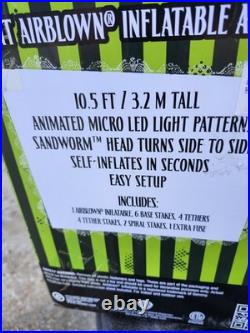 AIRBLOWN® INFLATABLE
10.5 FT / 3.2 M TALL
ANIMATED MICRO LED LIGHT PATTERN
SANDWORM™ HEAD TURNS SIDE TO SID
SELF-INFLATES IN SECONDS
EASY SETUP
INCLUDES:
1 AIRBLOWN® INFLATABLE, 6 BASE STAKES, 4 TETHERS
4 TETHER STAKES, 2 SPIRAL STAKES, 1 EXTRA FUSE